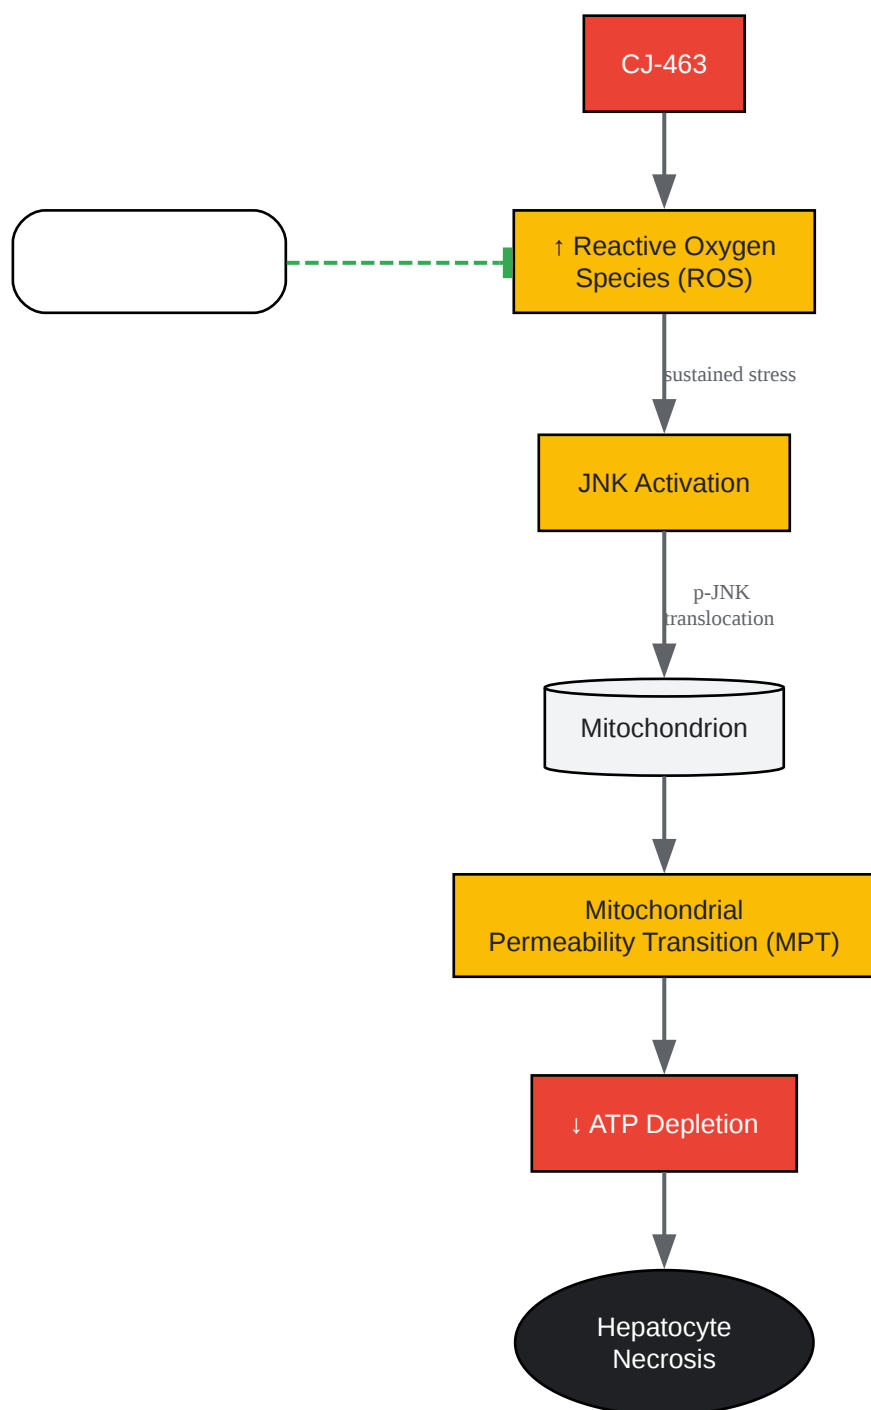 CJ-463
↑ Reactive Oxygen
Species (ROS)
sustained stress
JNK Activation
p-JNK
translocation
Mitochondrion
Mitochondrial
Permeability Transition (MPT)
↓ ATP Depletion
Hepatocyte
Necrosis